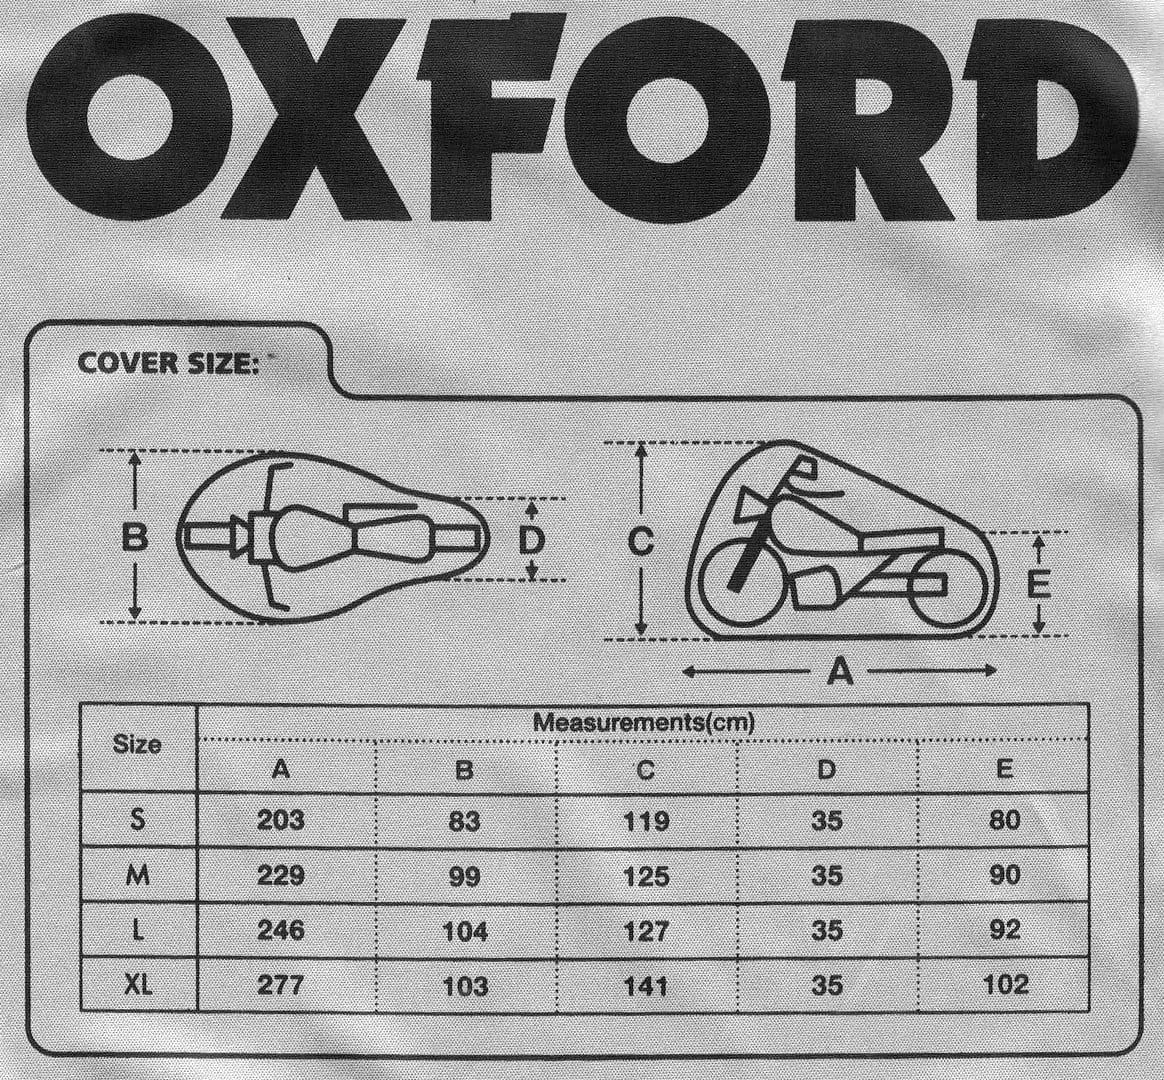 OXFORD
COVER SIZE:
B D C E
A
Measurements(cm)
Size
A B C D E
S 203 83 119 35 80
M 229 99 125 35 90
L 246 104 127 35 92
XL 277 103 141 35 102